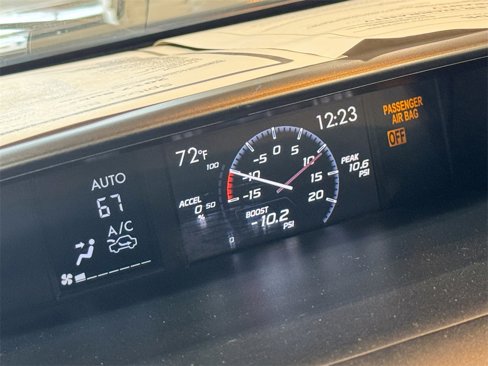 AUTO
67
A/C
72°F
12:23
100
ACCEL
0
50
%
0
-15
-10
-5
0
5
10
15
20
BOOST
-10.2
PSI
PEAK
10.6
PSI
PASSENGER
AIR BAG
OFF